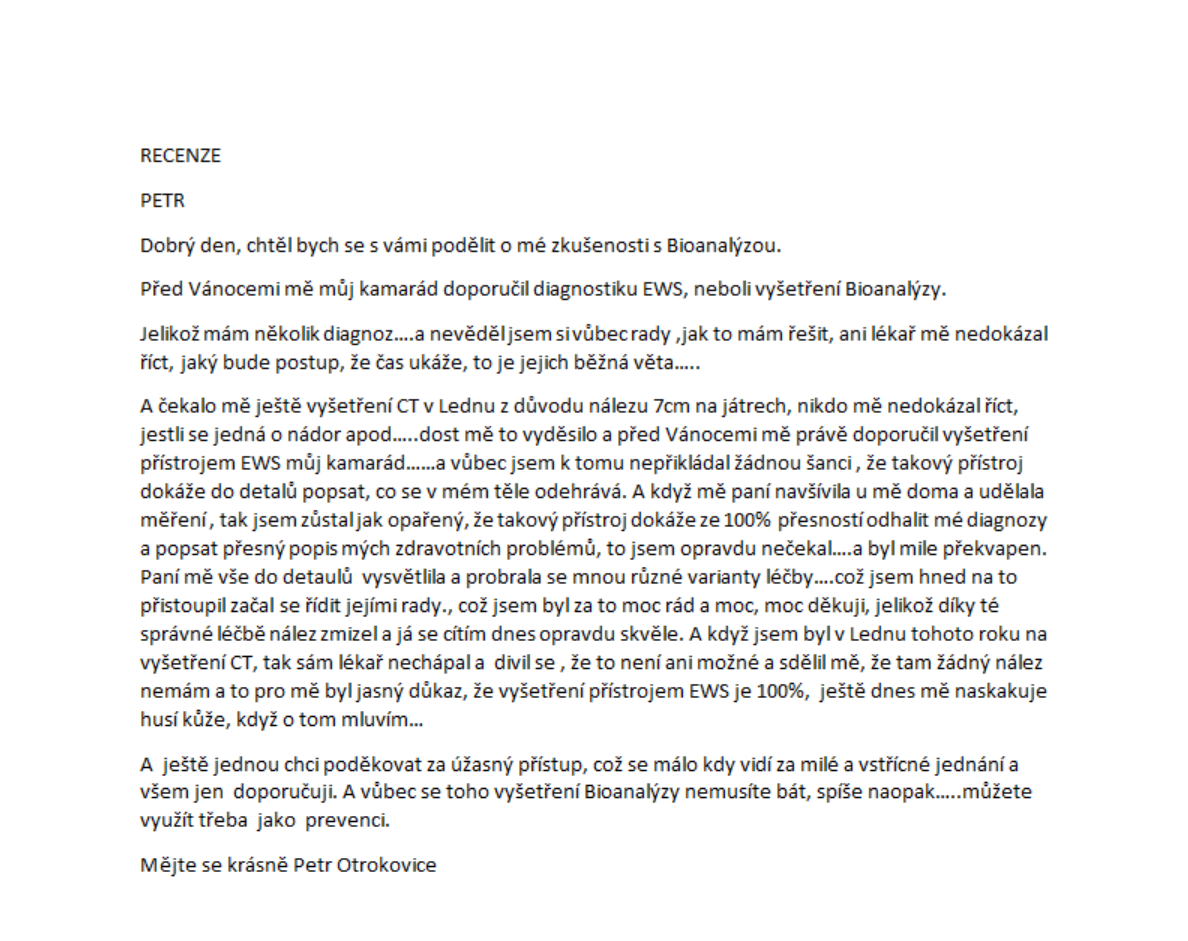 RECENZE
PETR
Dobrý den, chtěl bych se s vámi podělit o mé zkušenosti s Bioanalýzou.
Před Vánocemi mě můj kamarád doporučil diagnostiku EWS, neboli vyšetření Bioanalýzy.
Jelikož mám několik diagnoz....a nevěděl jsem si vůbec rady ,jak to mám řešit, ani lékař mě nedokázal
říct, jaký bude postup, že čas ukáže, to je jejich běžná věta.....
A čekalo mě ještě vyšetření CT v Lednu z důvodu nálezu 7cm na játrech, nikdo mě nedokázal říct,
jestli se jedná o nádor apod.....dost mě to vyděsilo a před Vánocemi mě právě doporučil vyšetření
přístrojem EWS můj kamarád......a vůbec jsem k tomu nepřikládal žádnou šanci , že takový přístroj
dokáže do detalů popsat, co se v mém těle odehrává. A když mě paní navšívila u mě doma a udělala
měření , tak jsem zůstal jak opařený, že takový přístroj dokáže ze 100%  přesností odhalit mé diagnozy
a popsat přesný popis mých zdravotních problémů, to jsem opravdu nečekal....a byl mile překvapen.
Paní mě vše do detaulů  vysvětlila a probrala se mnou různé varianty léčby....což jsem hned na to
přistoupil začal se řídit jejími rady., což jsem byl za to moc rád a moc, moc děkuji, jelikož díky té
správné léčbě nález zmizel a já se cítím dnes opravdu skvěle. A když jsem byl v Lednu tohoto roku na
vyšetření CT, tak sám lékař nechápal a  divil se , že to není ani možné a sdělil mě, že tam žádný nález
nemám a to pro mě byl jasný důkaz, že vyšetření přístrojem EWS je 100%,  ještě dnes mě naskakuje
husí kůže, když o tom mluvím...
A  ještě jednou chci poděkovat za úžasný přístup, což se málo kdy vidí za milé a vstřícné jednání a
všem jen  doporučuji. A vůbec se toho vyšetření Bioanalýzy nemusíte bát, spíše naopak.....můžete
využít třeba  jako  prevenci.
Mějte se krásně Petr Otrokovice